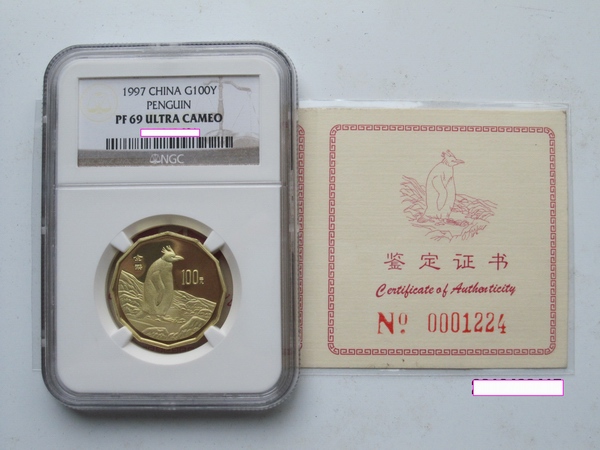 1997 CHINA G100Y
PENGUIN
PF 69 ULTRA CAMEO
NGC
100元
鉴定证书
Certificate of Authenticity
Nº 0001224